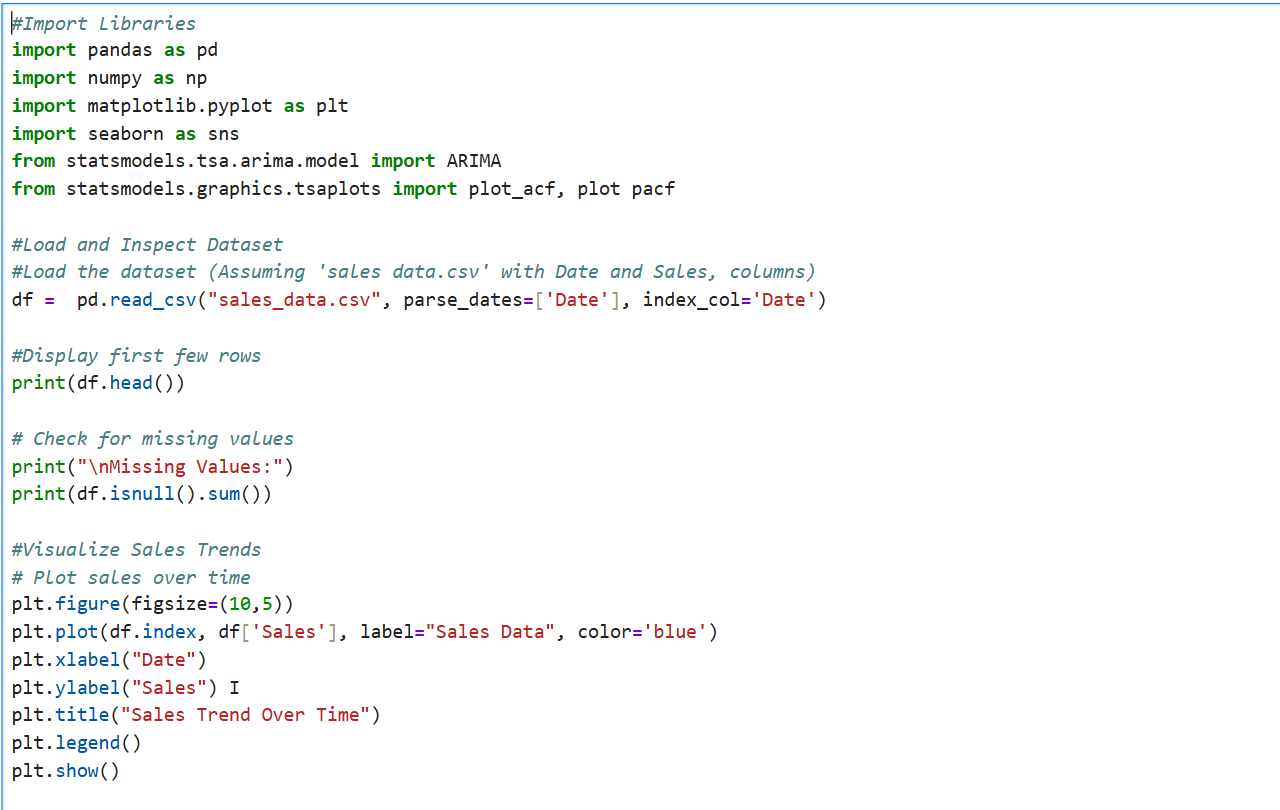 #Import Libraries
import pandas as pd
import numpy as np
import matplotlib.pyplot as plt
import seaborn as sns
from statsmodels.tsa.arima.model import ARIMA
from statsmodels.graphics.tsaplots import plot_acf, plot pacf
#Load and Inspect Dataset
#Load the dataset (Assuming 'sales data.csv' with Date and Sales, columns)
df =  pd.read_csv("sales_data.csv", parse_dates=['Date'], index_col='Date')
#Display first few rows
print(df.head())
# Check for missing values
print("\nMissing Values:")
print(df.isnull().sum())
#Visualize Sales Trends
# Plot sales over time
plt.figure(figsize=(10,5))
plt.plot(df.index, df['Sales'], label="Sales Data", color='blue')
plt.xlabel("Date")
plt.ylabel("Sales") I
plt.title("Sales Trend Over Time")
plt.legend()
plt.show()